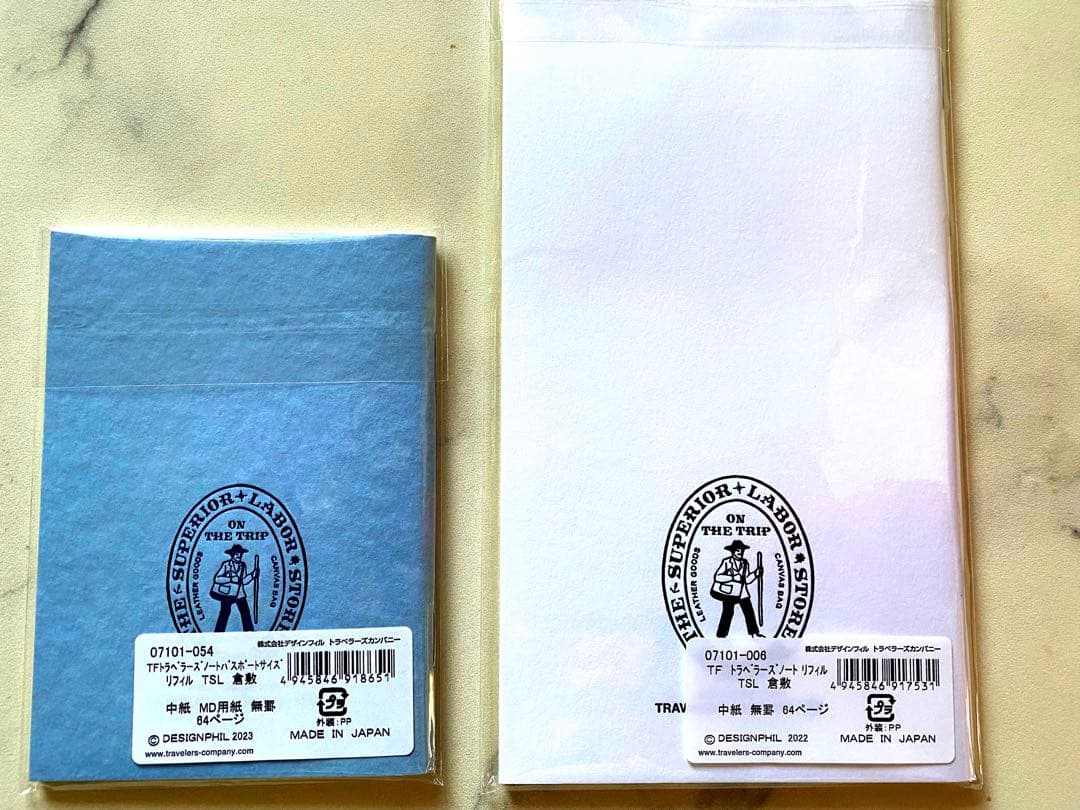 THE SUPERIOR LABOR STORE
ON
THE TRIP
LEATHER GOODS
CANVAS BAG
07101-054
株式会社デザインフィル トラベラーズカンパニー
TFトラベラーズノートパスポートサイズ
リフィル TSL 倉敷
4 945846 918651
中紙 MD用紙 無罫
64ページ
プラ
外装:PP
© DESIGNPHIL 2023
MADE IN JAPAN
www.travelers-company.com
THE SUPERIOR LABOR STORE
ON
THE TRIP
LEATHER GOODS
CANVAS BAG
TRAV
07101-006
株式会社デザインフィル トラベラーズカンパニー
TF トラベラーズノート リフィル
TSL 倉敷
4 945846 917531
中紙 無罫 64ページ
プラ
外装:PP
© DESIGNPHIL 2022
MADE IN JAPAN
www.travelers-company.com